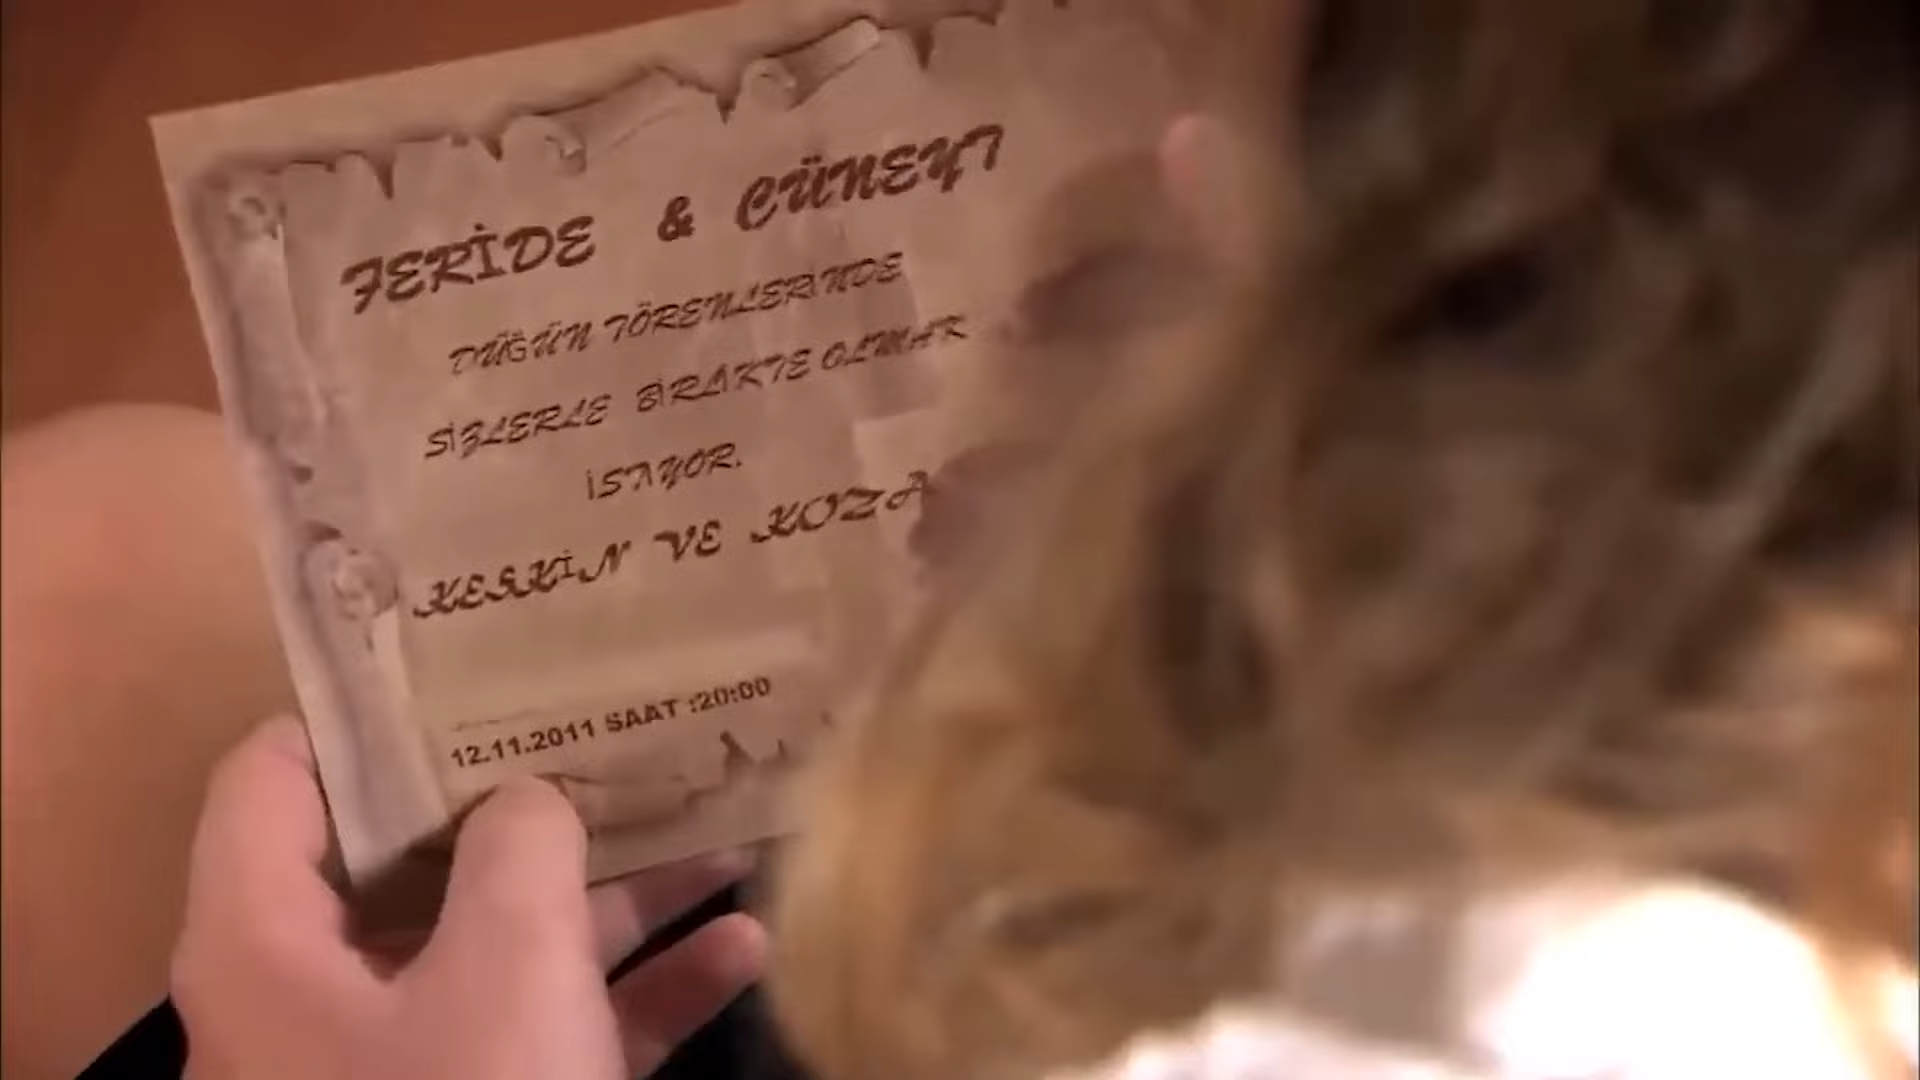 FERİDE & CÜNEYT
DÜĞÜN TÖRENLERİNDE
SİZLERLE BİRLİKTE OLMAK
İSTİYOR.
KESKİN VE
12.11.2011 SAAT :20:00